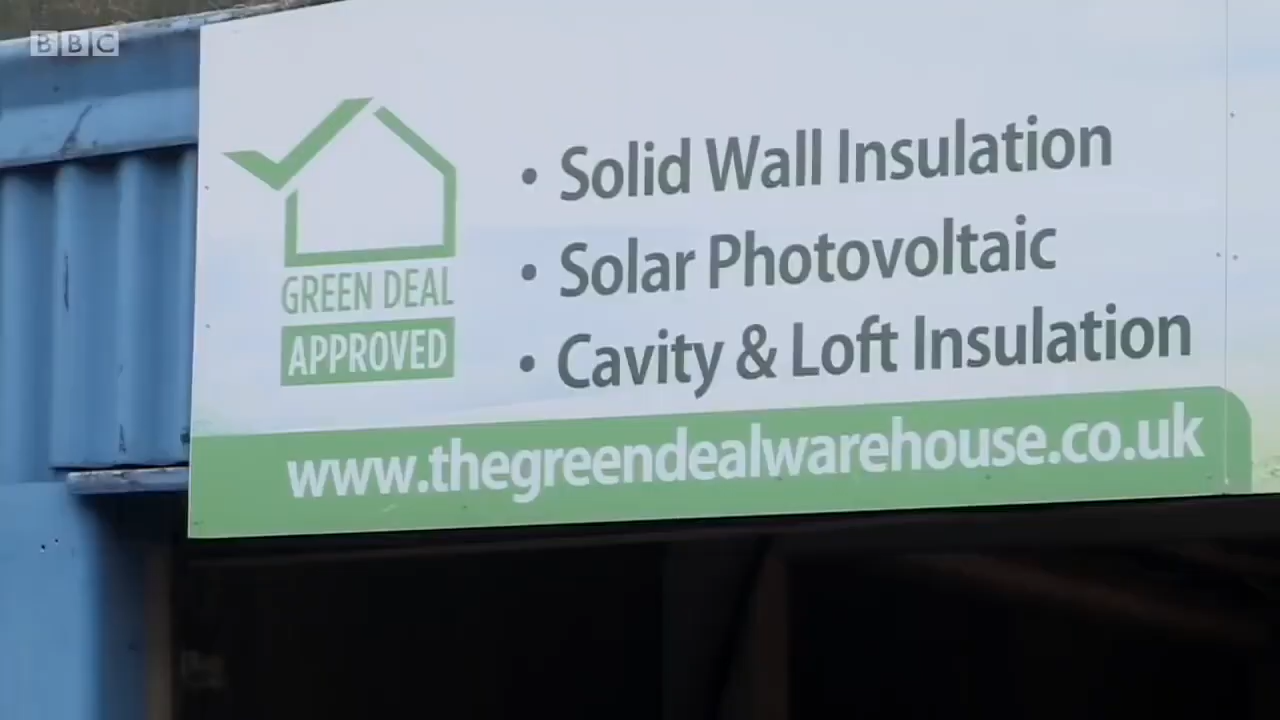 BBC
GREEN DEAL
APPROVED
• Solid Wall Insulation
• Solar Photovoltaic
• Cavity & Loft Insulation
www.thegreendealwarehouse.co.uk